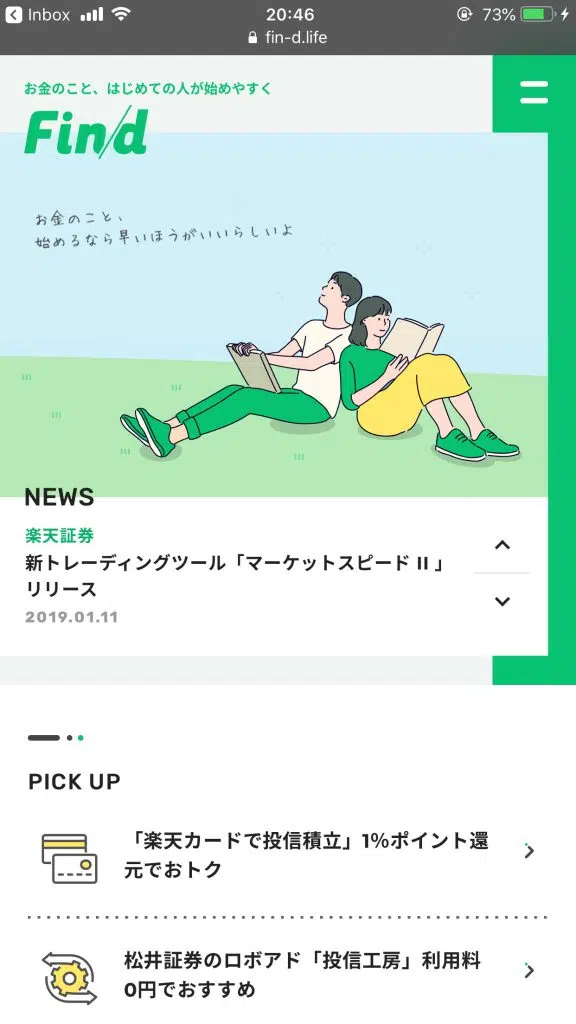 Inbox 20:46 73%
fin-d.life
お金のこと、はじめての人が始めやすく
Find
お金のこと、
始めるなら早いほうがいいらしいよ
NEWS
楽天証券
新トレーディングツール「マーケットスピード II 」
リリース
2019.01.11
PICK UP
「楽天カードで投信積立」1%ポイント還
元でおトク
松井証券のロボアド「投信工房」利用料
0円でおすすめ